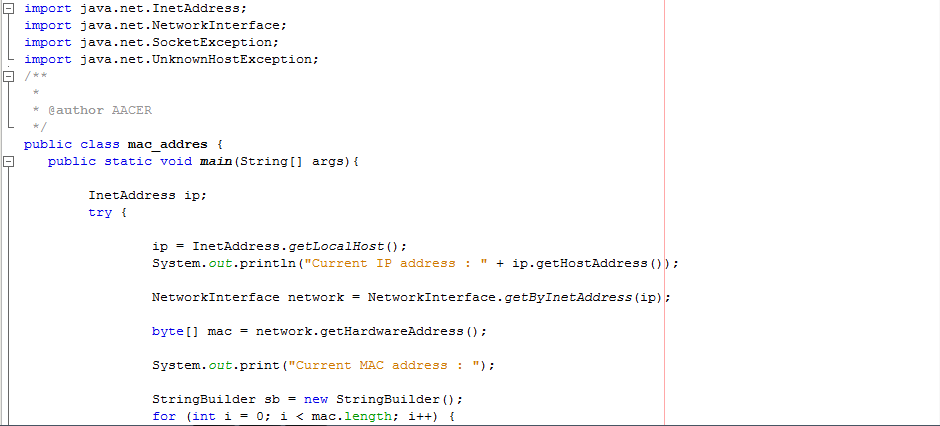 import java.net.InetAddress;
import java.net.NetworkInterface;
import java.net.SocketException;
import java.net.UnknownHostException;
/**
 *
 * @author AACER
 */
public class mac_addres {
   public static void main(String[] args){

        InetAddress ip;
        try {

                ip = InetAddress.getLocalHost();
                System.out.println("Current IP address : " + ip.getHostAddress());

                NetworkInterface network = NetworkInterface.getByInetAddress(ip);

                byte[] mac = network.getHardwareAddress();

                System.out.print("Current MAC address : ");

                StringBuilder sb = new StringBuilder();
                for (int i = 0; i < mac.length; i++) {